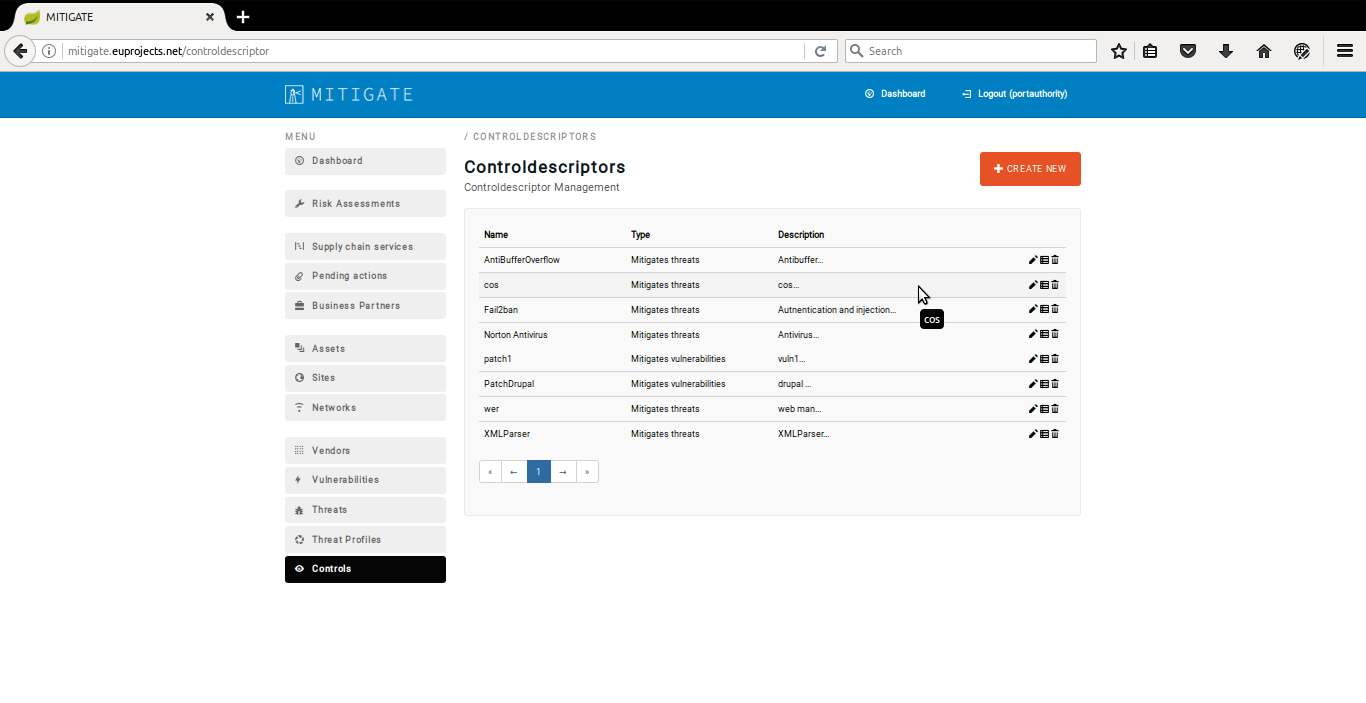 MITIGATE
mitigate.euprojects.net/controldescriptor
Search
MITIGATE
Dashboard
Logout (portauthority)
MENU
Dashboard
Risk Assessments
Supply chain services
Pending actions
Business Partners
Assets
Sites
Networks
Vendors
Vulnerabilities
Threats
Threat Profiles
Controls
/ CONTROLDESCRIPTORS
Controldescriptors
Controldescriptor Management
CREATE NEW
Name Type Description
AntiBufferOverflow Mitigates threats Antibuffer...
cos Mitigates threats cos...
Fail2ban Mitigates threats Autnentication and injection...
cos
Norton Antivirus Mitigates threats Antivirus...
patch1 Mitigates vulnerabilities vuln1...
PatchDrupal Mitigates vulnerabilities drupal ...
wer Mitigates threats web man...
XMLParser Mitigates threats XMLParser...
« ← 1 → »